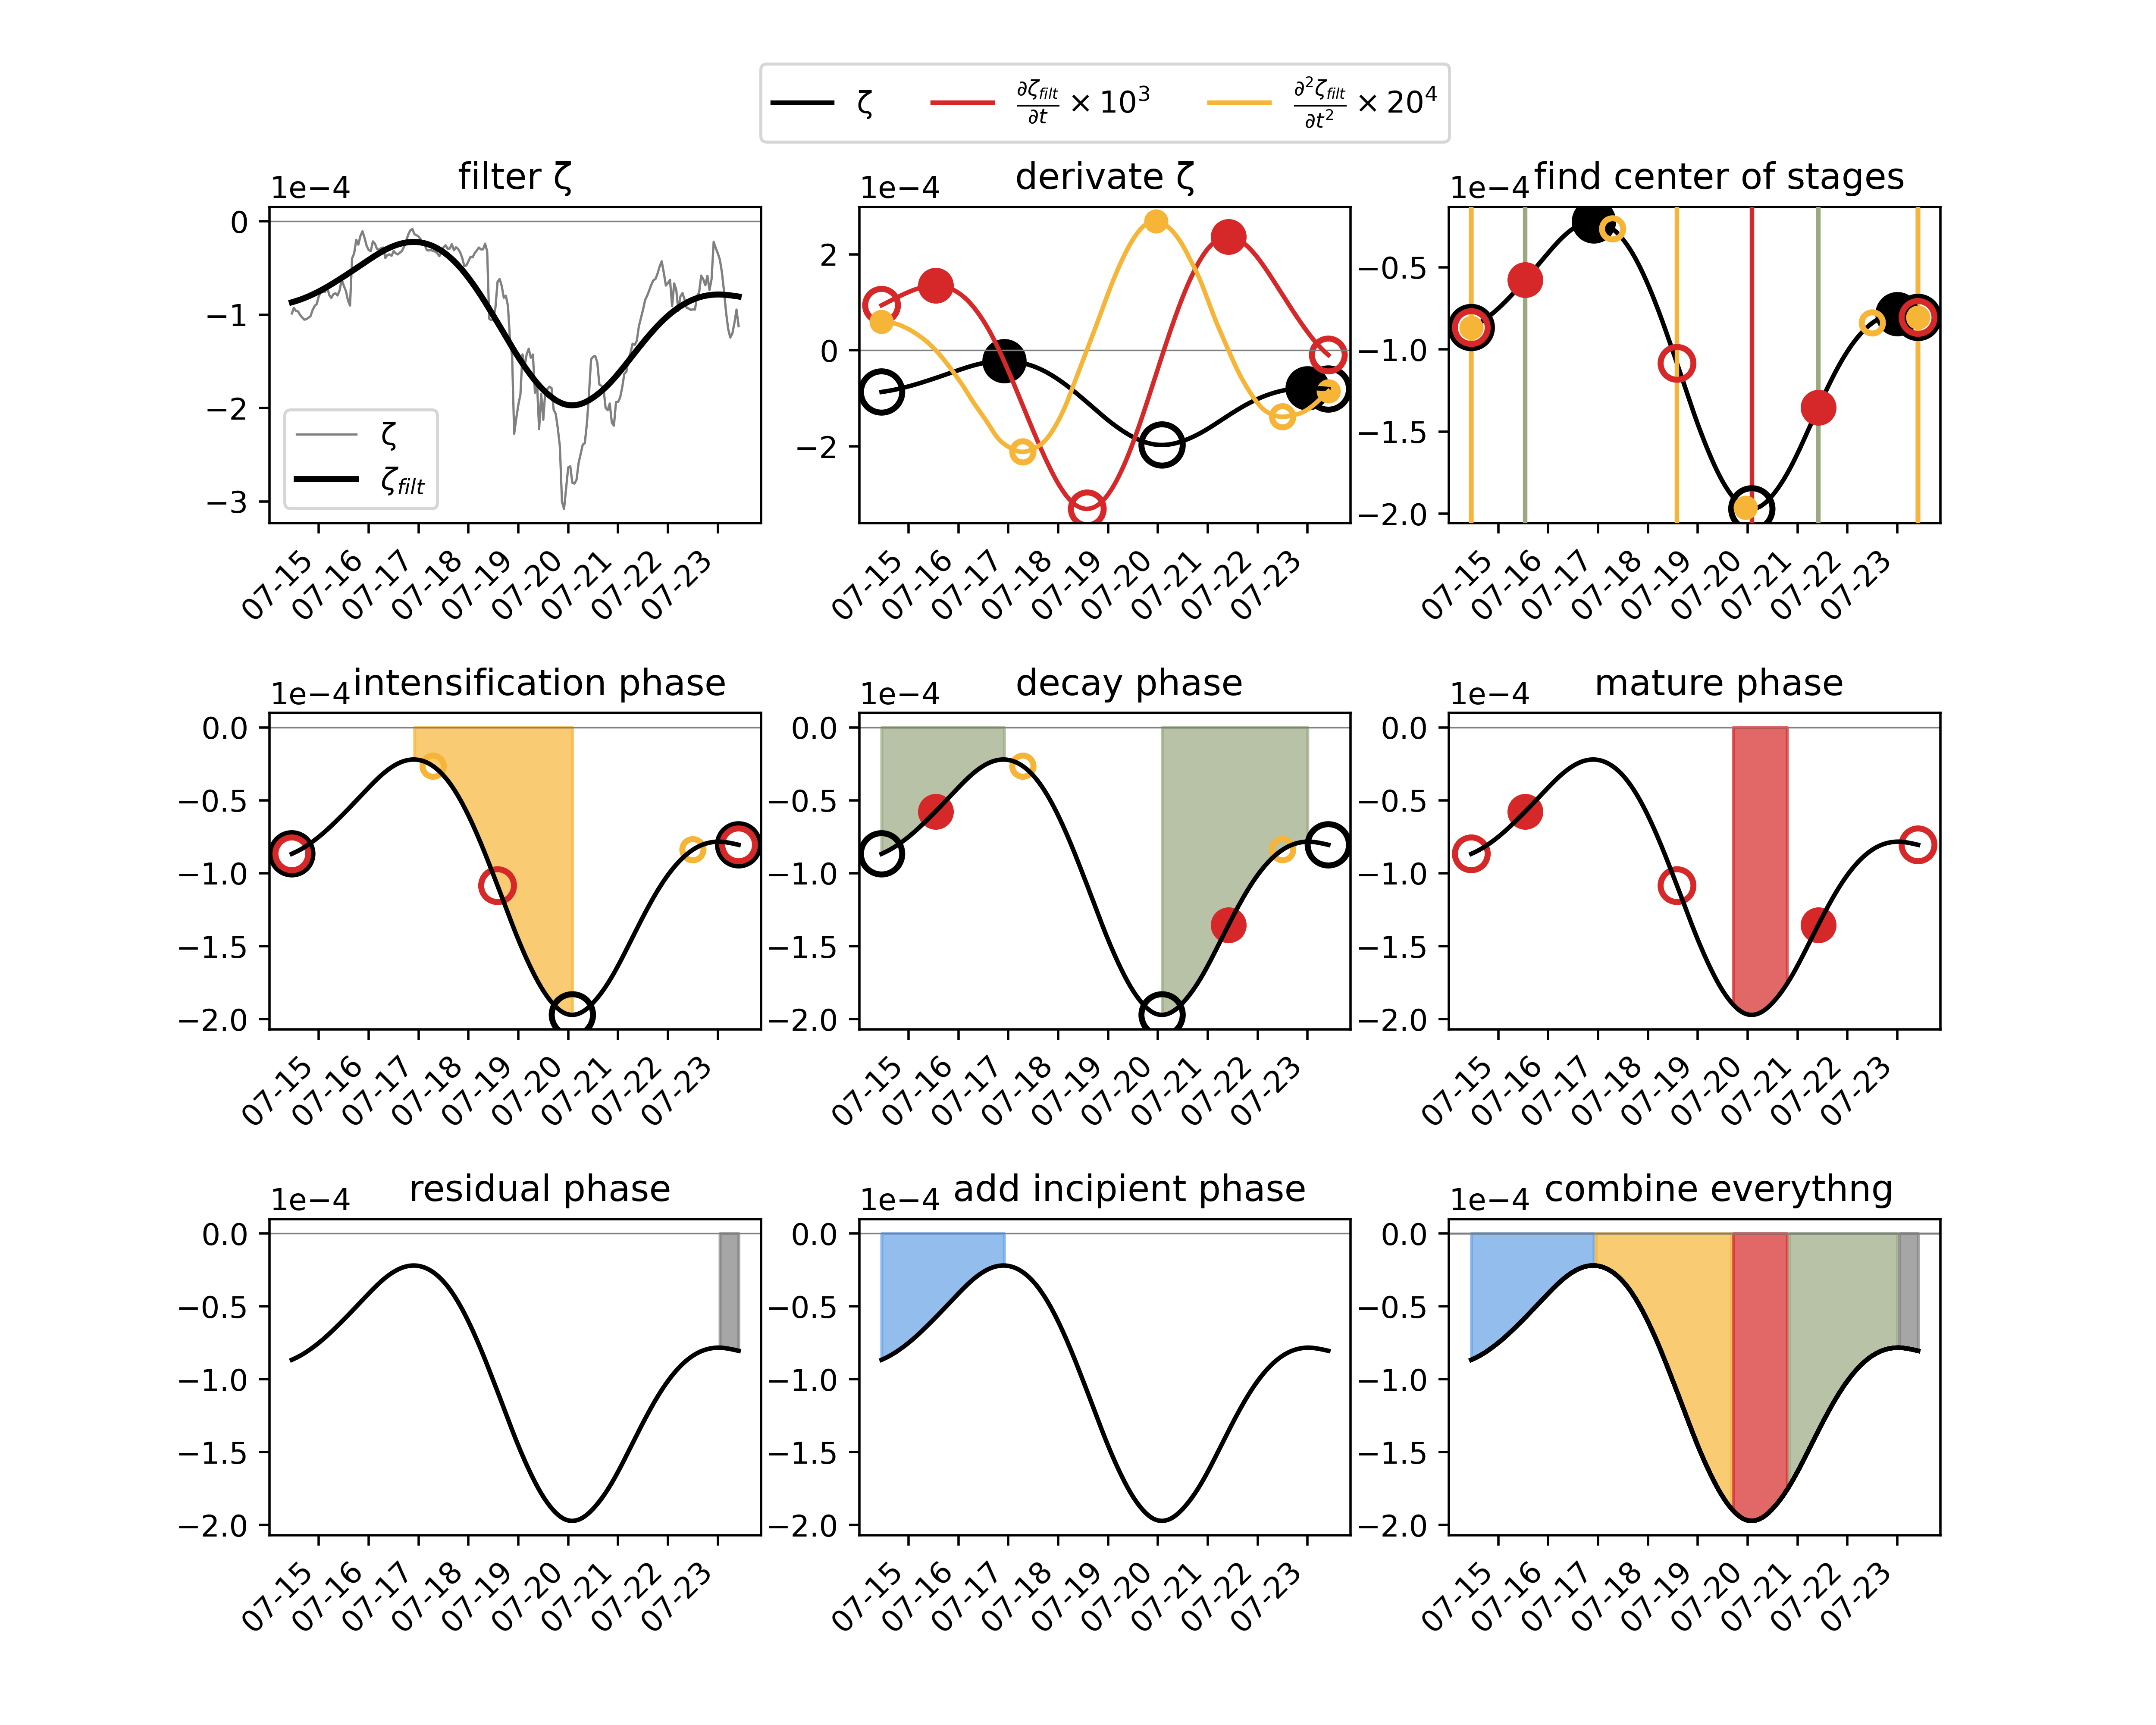 ζ ∂ζ_filt/∂t × 10³ ∂²ζ_filt/∂t² × 20⁴
filter ζ derivate ζ find center of stages
1e−4 1e−4 1e−4
0
−1
−2
−3
ζ
ζ_filt
07-15 07-16 07-17 07-18 07-19 07-20 07-21 07-22 07-23
2
0
−2
07-15 07-16 07-17 07-18 07-19 07-20 07-21 07-22 07-23
−0.5
−1.0
−1.5
−2.0
07-15 07-16 07-17 07-18 07-19 07-20 07-21 07-22 07-23
intensification phase decay phase mature phase
1e−4 1e−4 1e−4
0.0
−0.5
−1.0
−1.5
−2.0
07-15 07-16 07-17 07-18 07-19 07-20 07-21 07-22 07-23
0.0
−0.5
−1.0
−1.5
−2.0
07-15 07-16 07-17 07-18 07-19 07-20 07-21 07-22 07-23
0.0
−0.5
−1.0
−1.5
−2.0
07-15 07-16 07-17 07-18 07-19 07-20 07-21 07-22 07-23
residual phase add incipient phase combine everythng
1e−4 1e−4 1e−4
0.0
−0.5
−1.0
−1.5
−2.0
07-15 07-16 07-17 07-18 07-19 07-20 07-21 07-22 07-23
0.0
−0.5
−1.0
−1.5
−2.0
07-15 07-16 07-17 07-18 07-19 07-20 07-21 07-22 07-23
0.0
−0.5
−1.0
−1.5
−2.0
07-15 07-16 07-17 07-18 07-19 07-20 07-21 07-22 07-23